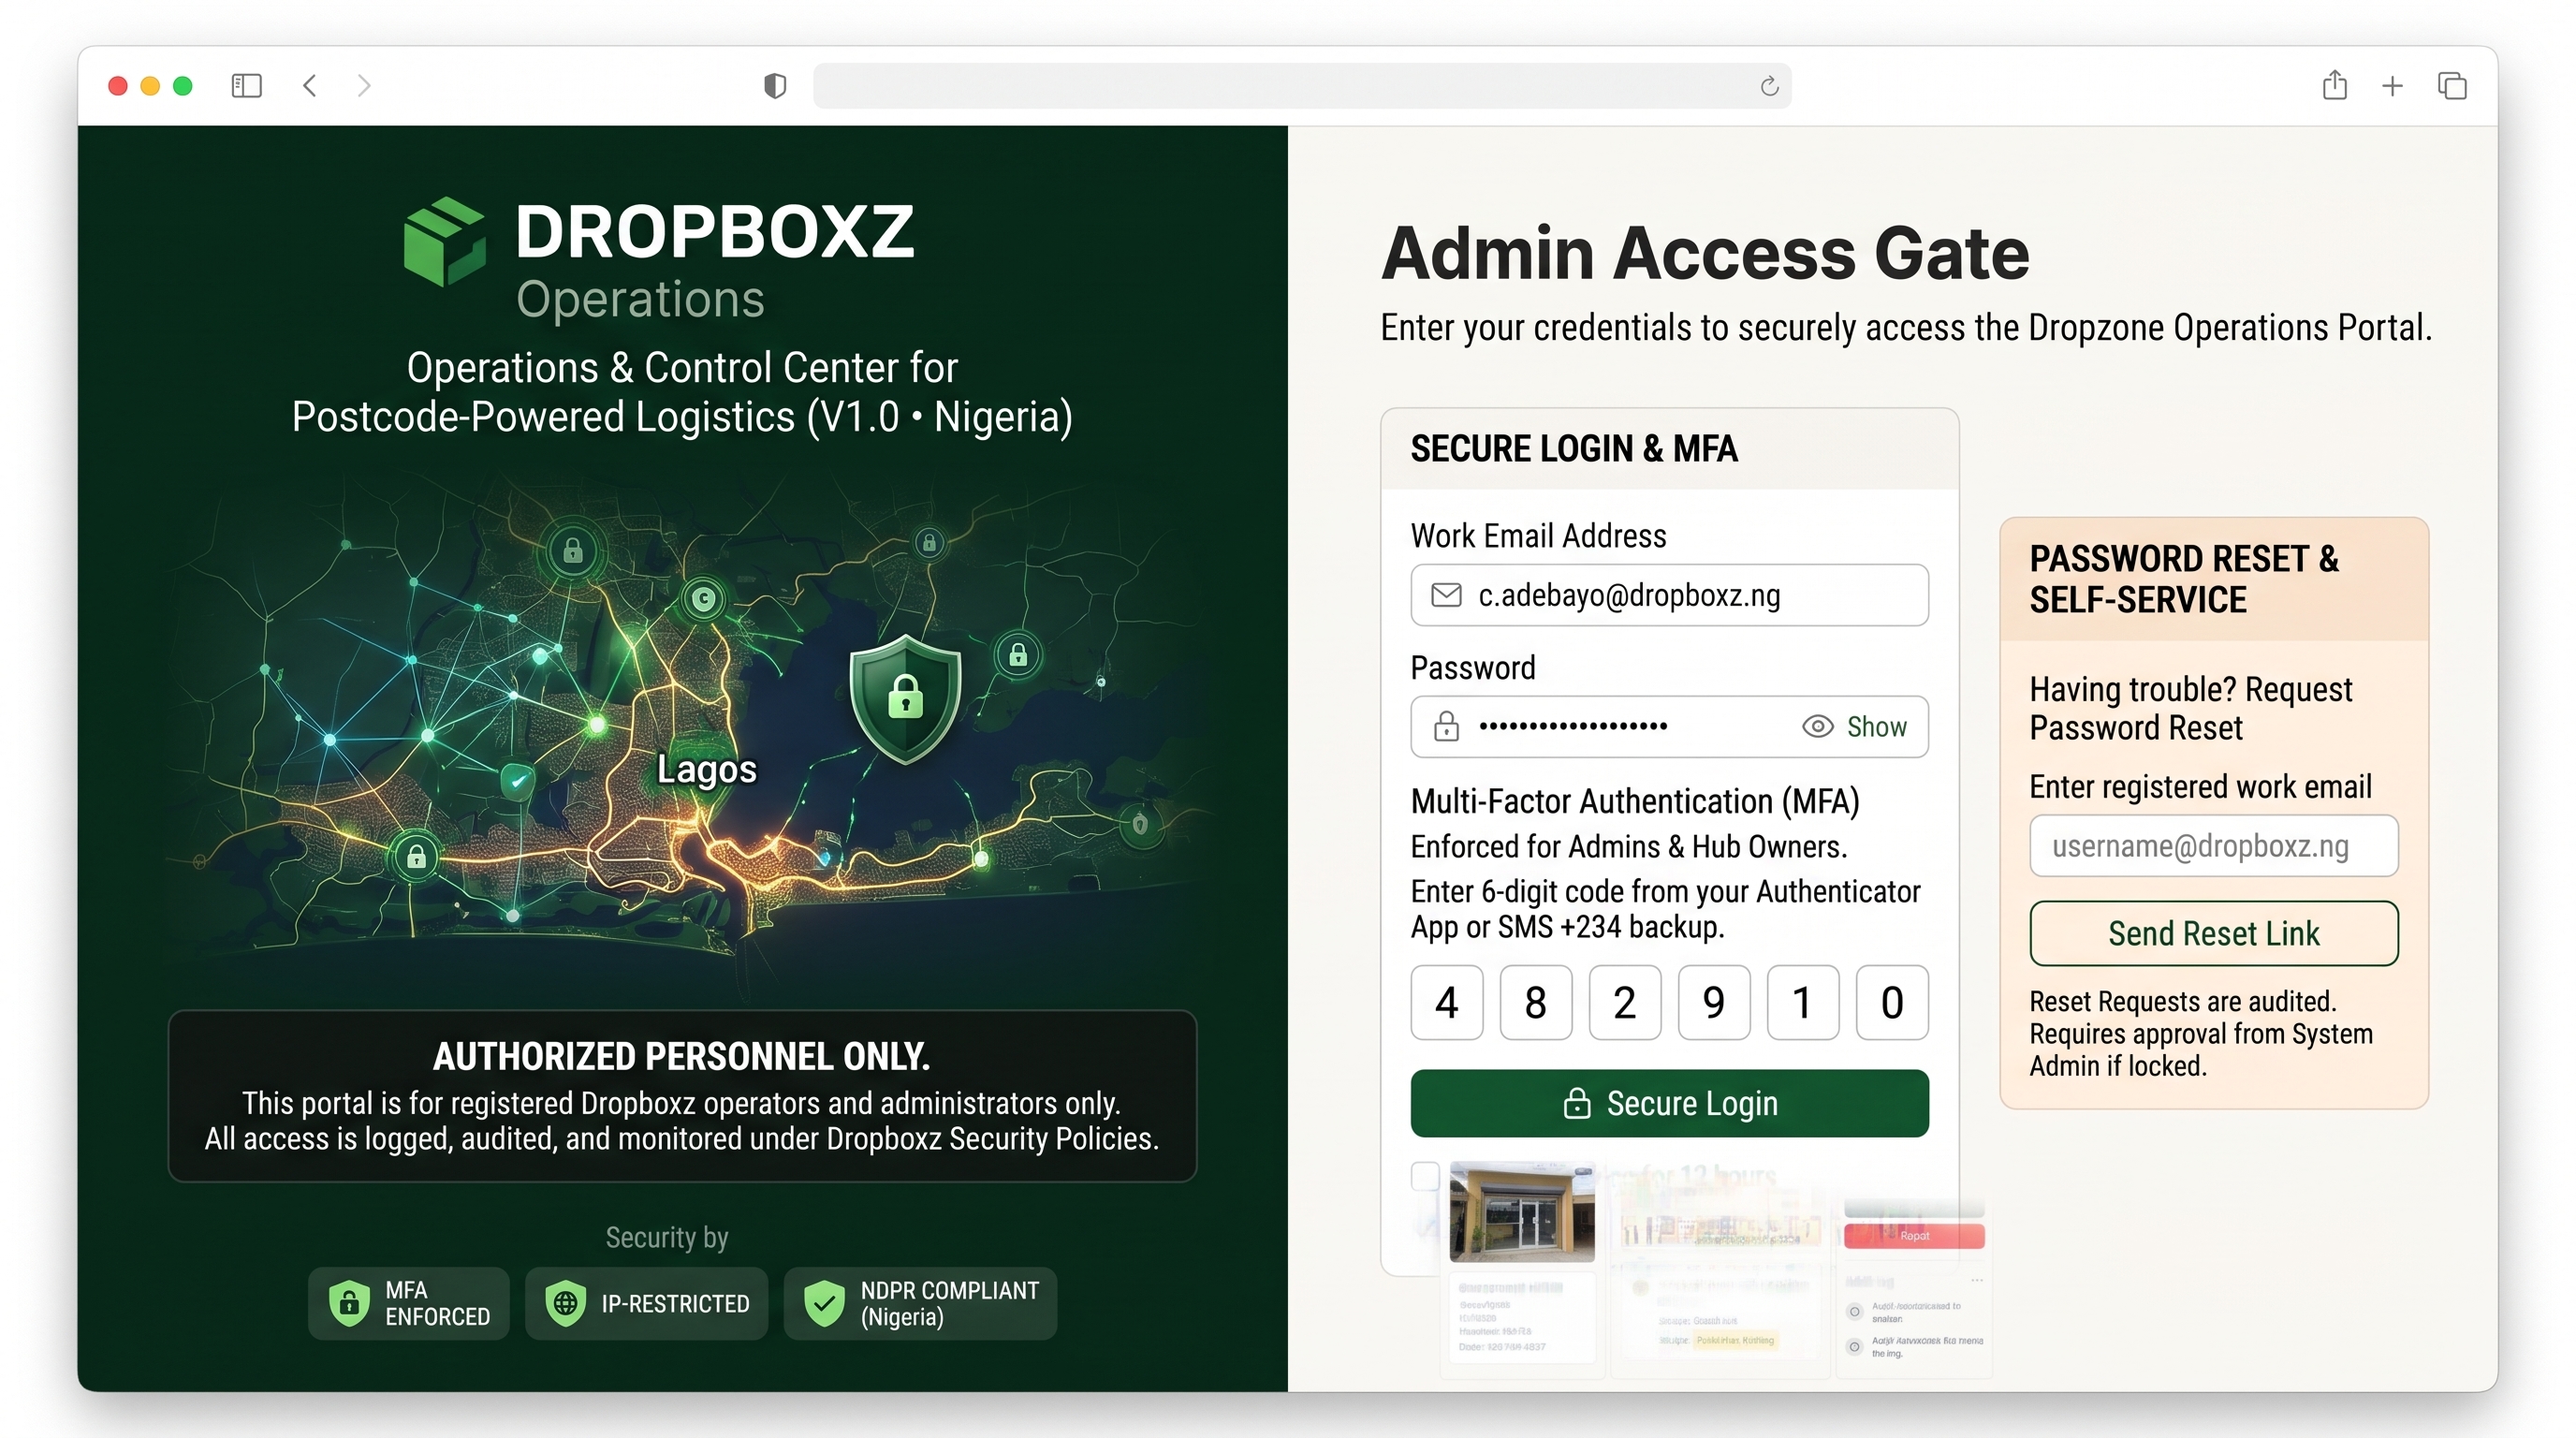 DROPBOXZ
Operations
Operations & Control Center for
Postcode-Powered Logistics (V1.0 • Nigeria)
Lagos
AUTHORIZED PERSONNEL ONLY.
This portal is for registered Dropboxz operators and administrators only.
All access is logged, audited, and monitored under Dropboxz Security Policies.
Security by
MFA
ENFORCED
IP-RESTRICTED
NDPR COMPLIANT
(Nigeria)
Admin Access Gate
Enter your credentials to securely access the Dropzone Operations Portal.
SECURE LOGIN & MFA
Work Email Address
c.adebayo@dropboxz.ng
Password
••••••••••••••••••• Show
Multi-Factor Authentication (MFA)
Enforced for Admins & Hub Owners.
Enter 6-digit code from your Authenticator
App or SMS +234 backup.
4 8 2 9 1 0
Secure Login
for 12 hours
Repat
PASSWORD RESET &
SELF-SERVICE
Having trouble? Request
Password Reset
Enter registered work email
username@dropboxz.ng
Send Reset Link
Reset Requests are audited.
Requires approval from System
Admin if locked.